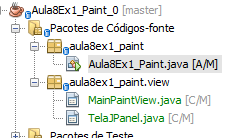 Aula8Ex1_Paint_0 [master]
Pacotes de Códigos-fonte
aula8ex1_paint
Aula8Ex1_Paint.java [A/M]
aula8ex1_paint.view
MainPaintView.java [C/M]
TelaJPanel.java [C/M]
Pacotes de Teste